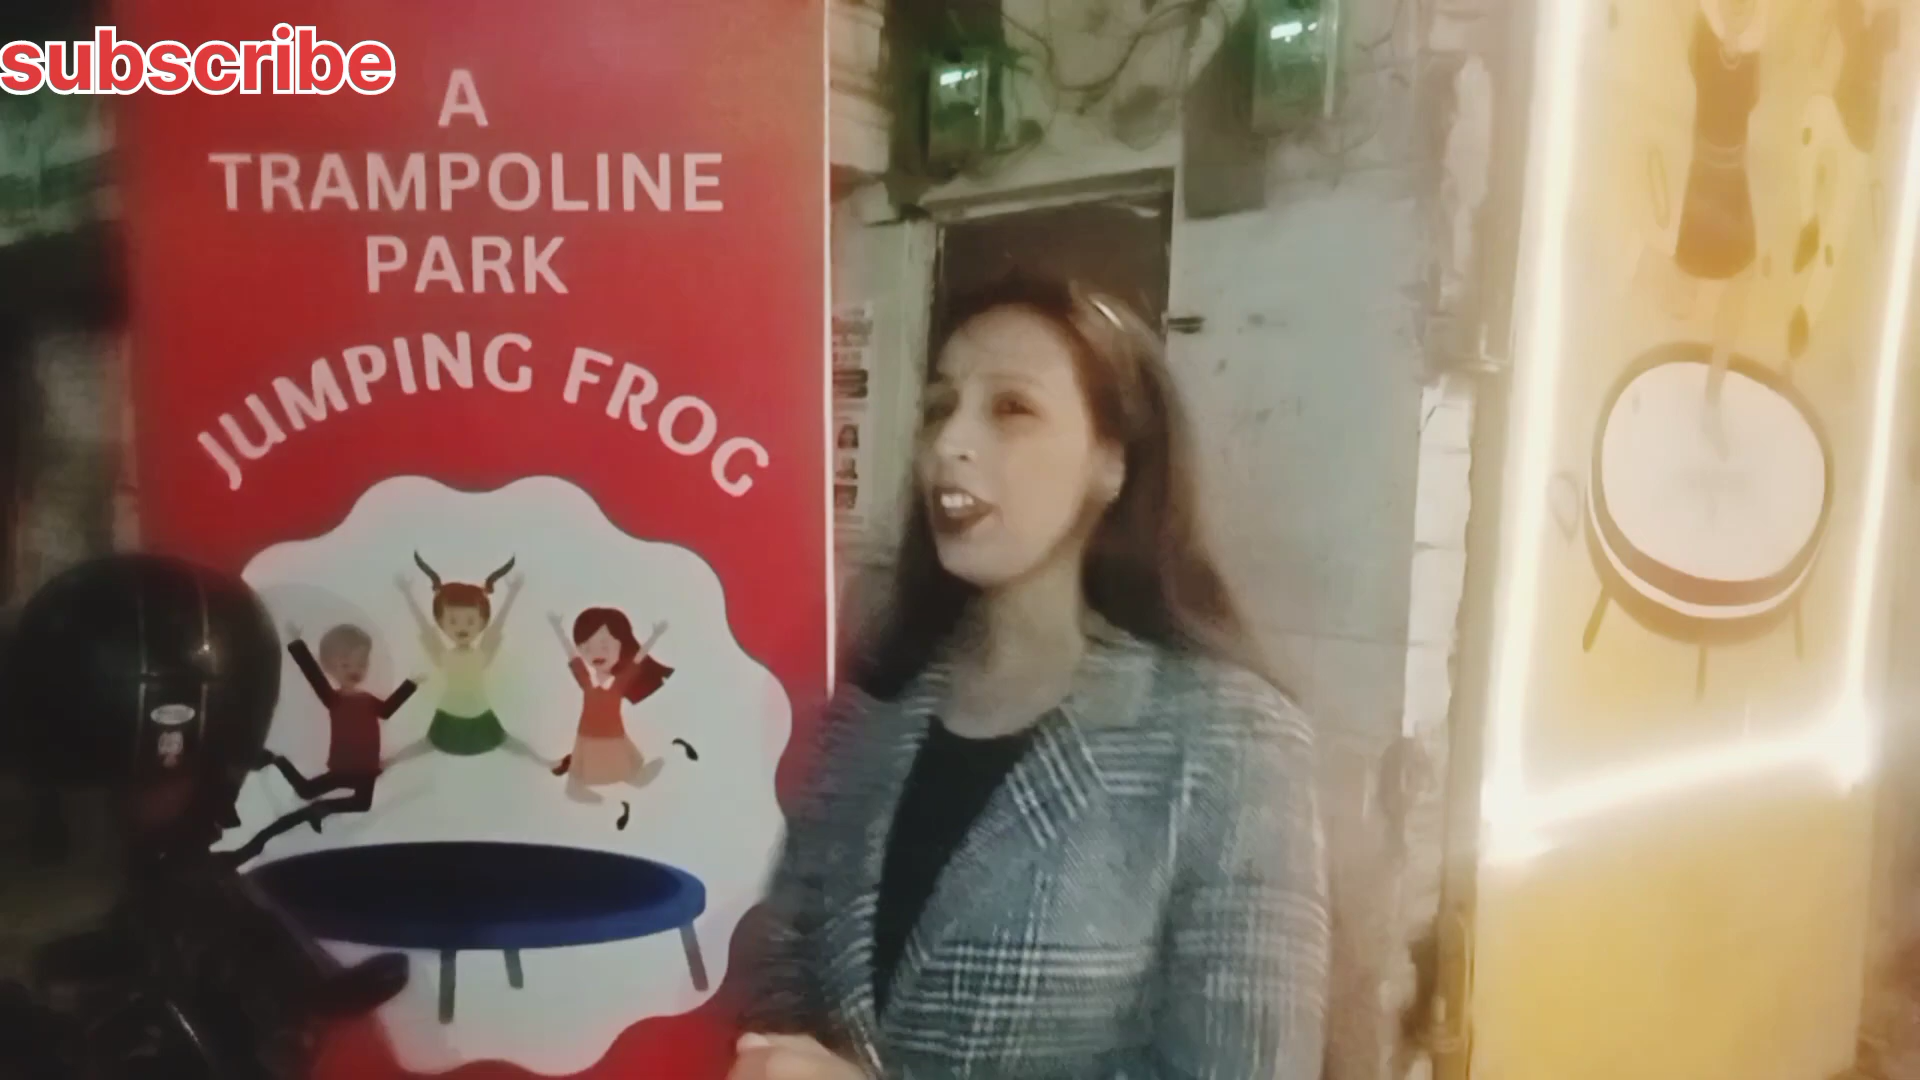 subscribe
A
TRAMPOLINE
PARK
JUMPING FROG